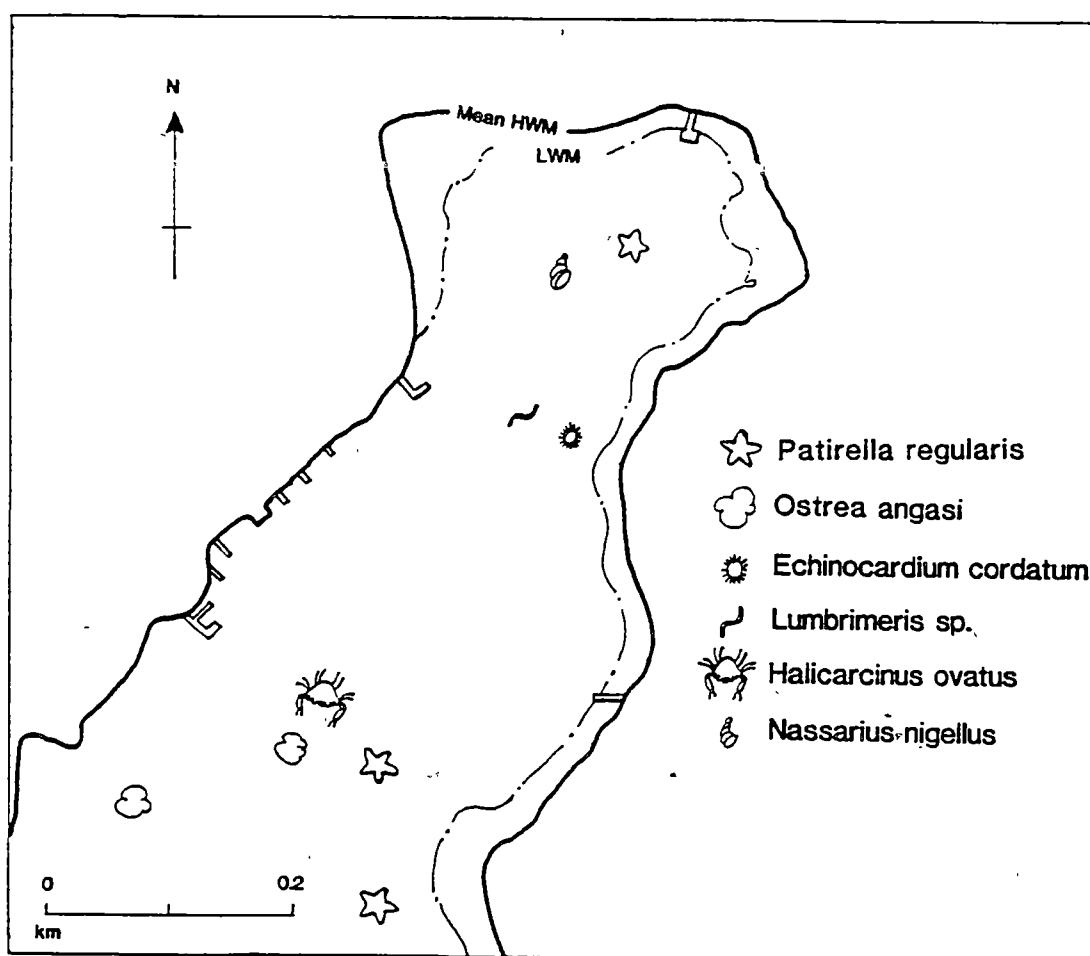 N
Mean HWM
LWM
Patirella regularis
Ostrea angasi
Echinocardium cordatum
Lumbrimeris sp.
Halicarcinus ovatus
Nassarius nigellus
0 0.2
km